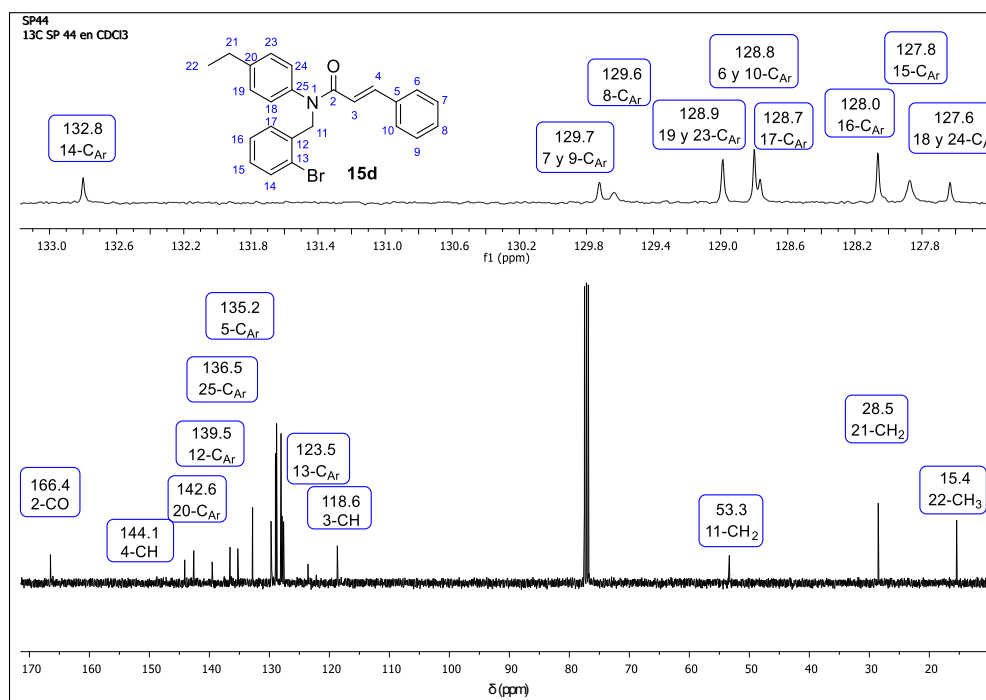 SP44
13C SP 44 en CDCl3
21
22
20
23
24
19
18
25
N
1
O
2
3
4
5
6
7
8
9
10
11
12
13
14
15
16
17
Br
15d
132.8
14-CAr
129.7
7 y 9-CAr
129.6
8-CAr
128.9
19 y 23-CAr
128.8
6 y 10-CAr
128.7
17-CAr
128.0
16-CAr
127.8
15-CAr
127.6
18 y 24-CA
133.0 132.6 132.2 131.8 131.4 131.0 130.6 130.2 129.8 129.4 129.0 128.6 128.2 127.8
f1 (ppm)
135.2
5-CAr
136.5
25-CAr
139.5
12-CAr
142.6
20-CAr
144.1
4-CH
166.4
2-CO
123.5
13-CAr
118.6
3-CH
53.3
11-CH2
28.5
21-CH2
15.4
22-CH3
170 160 150 140 130 120 110 100 90 80 70 60 50 40 30 20
δ (ppm)